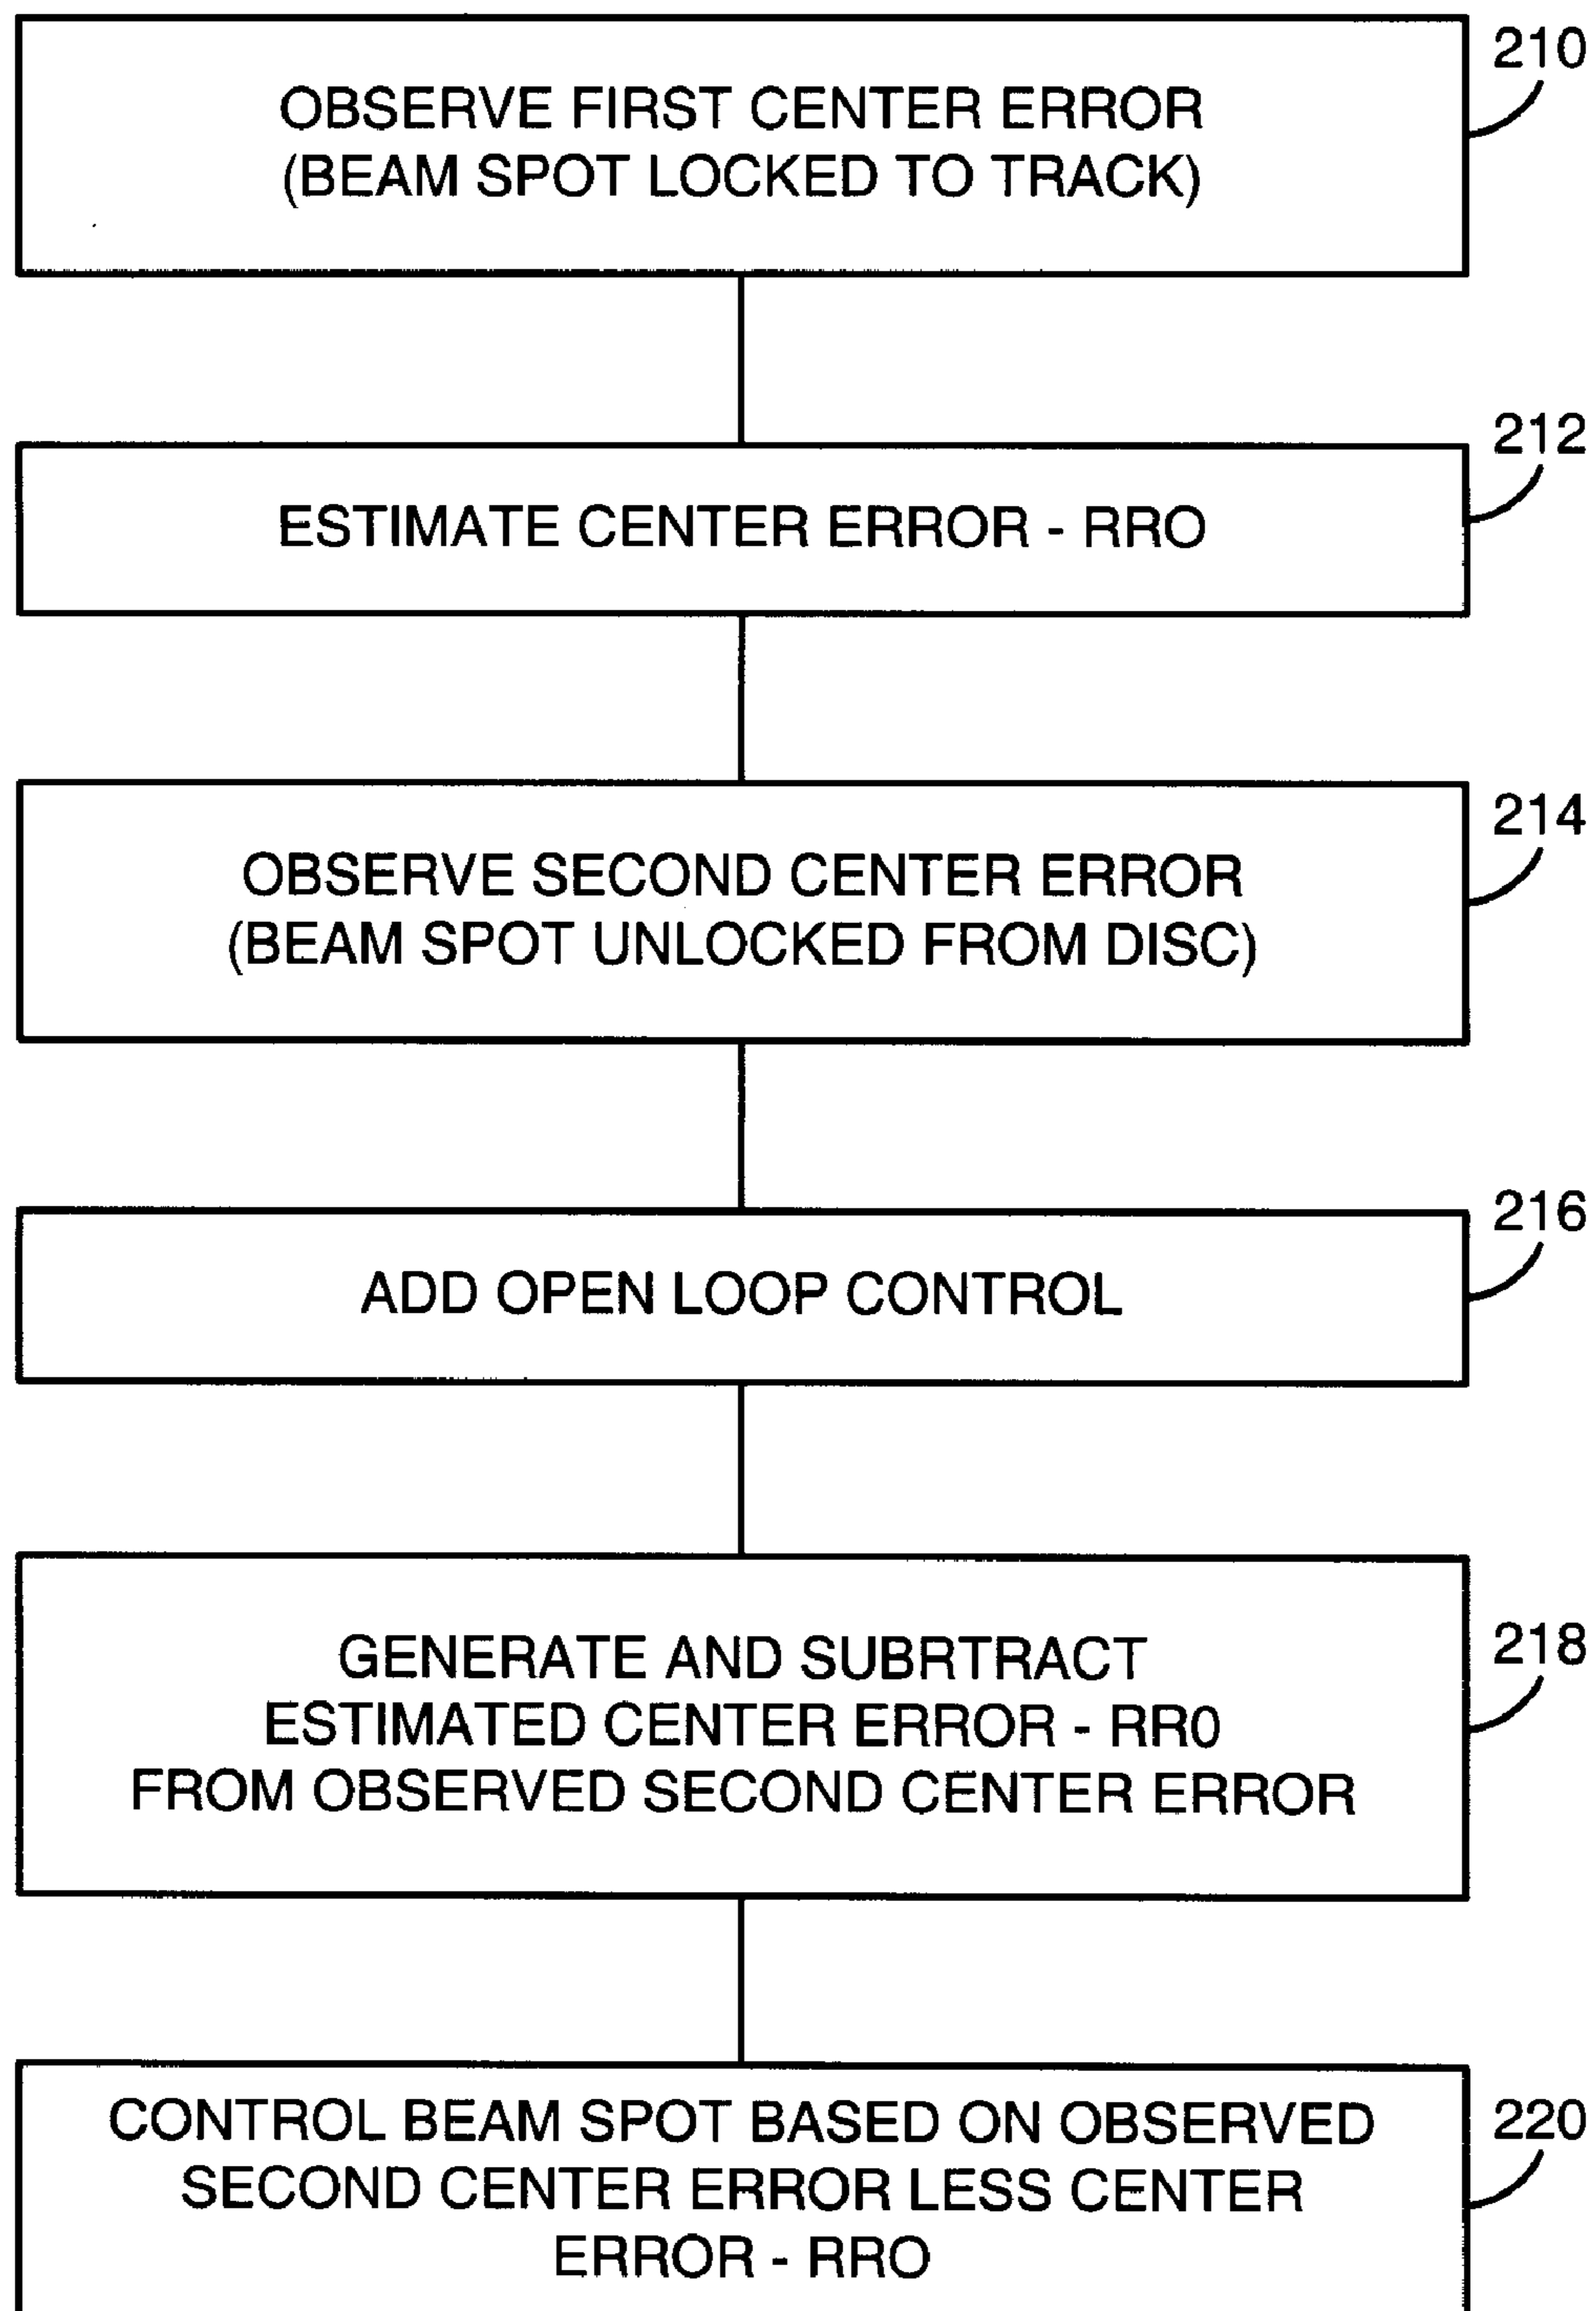 210
OBSERVE FIRST CENTER ERROR
(BEAM SPOT LOCKED TO TRACK)
212
ESTIMATE CENTER ERROR - RRO
214
OBSERVE SECOND CENTER ERROR
(BEAM SPOT UNLOCKED FROM DISC)
216
ADD OPEN LOOP CONTROL
218
GENERATE AND SUBRTRACT
ESTIMATED CENTER ERROR - RR0
FROM OBSERVED SECOND CENTER ERROR
220
CONTROL BEAM SPOT BASED ON OBSERVED
SECOND CENTER ERROR LESS CENTER
ERROR - RRO